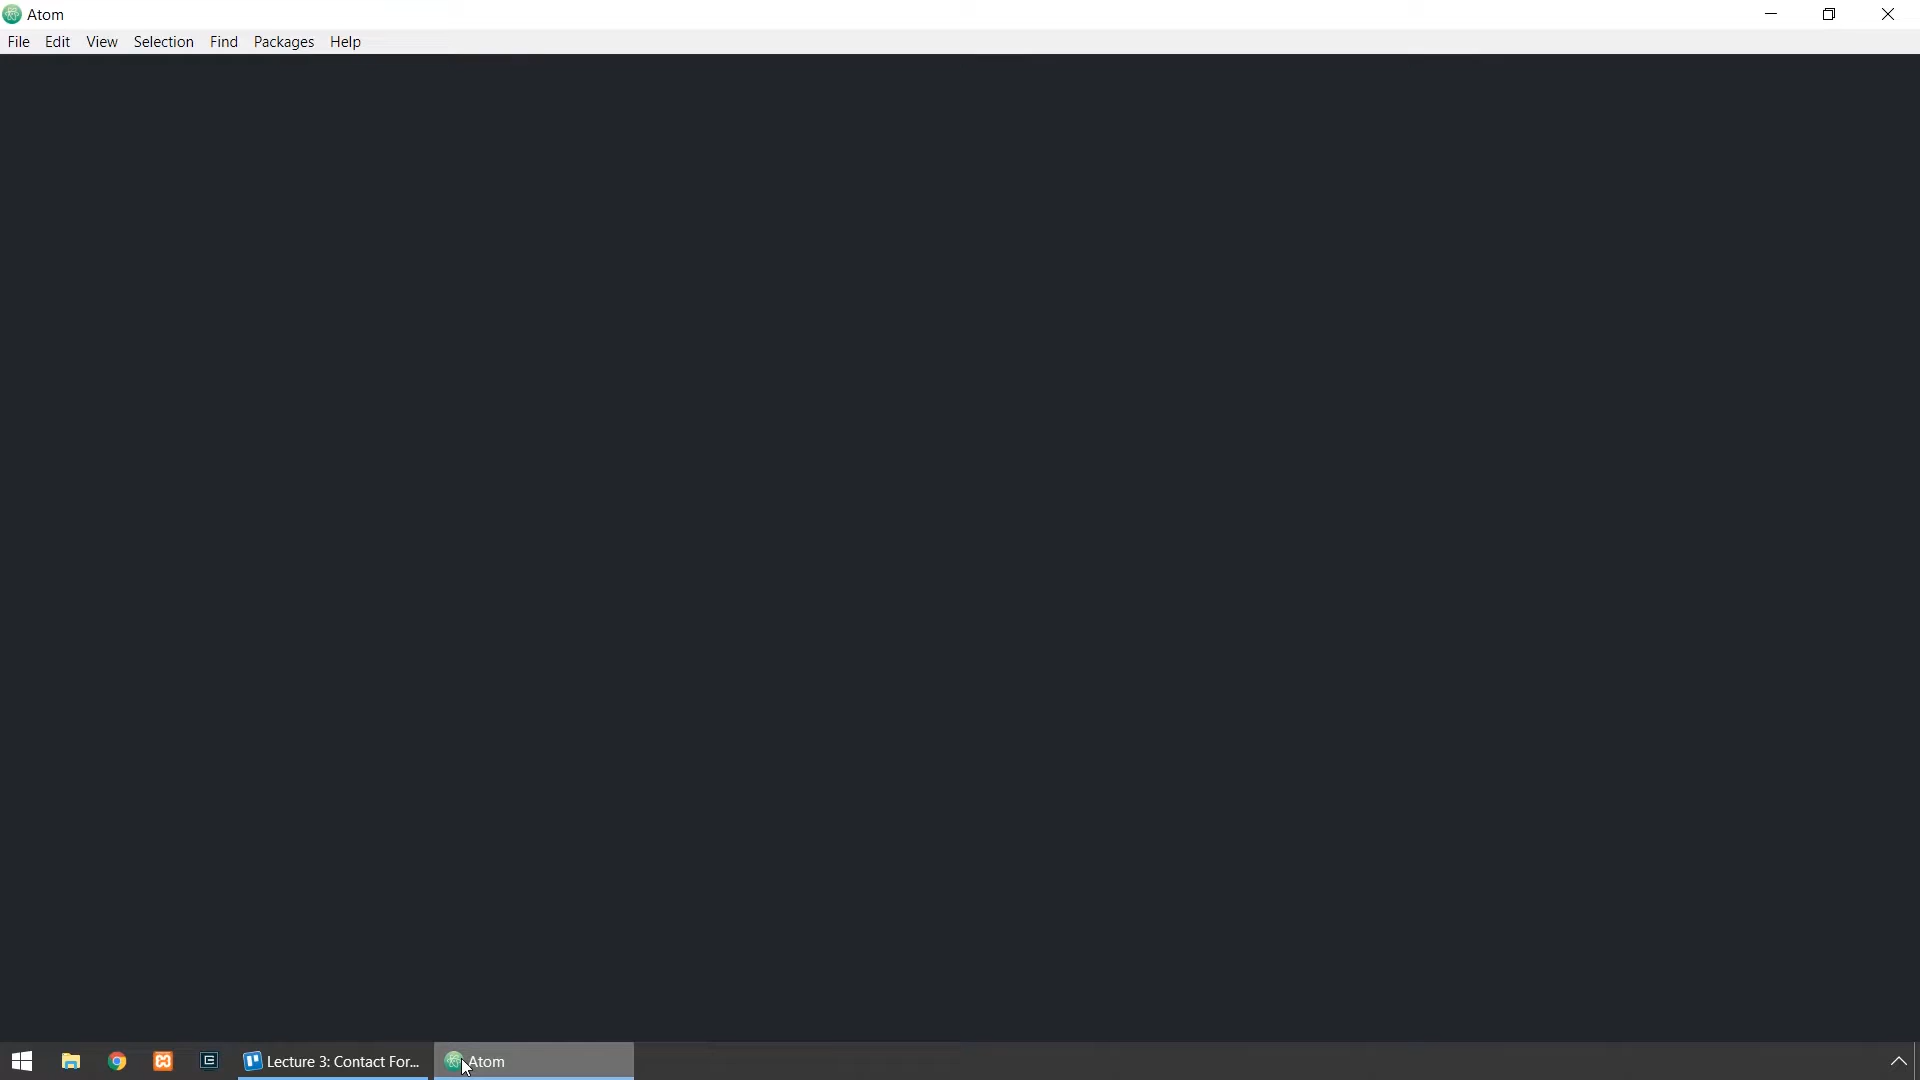 Atom
File Edit View Selection Find Packages Help
Lecture 3: Contact For... Atom